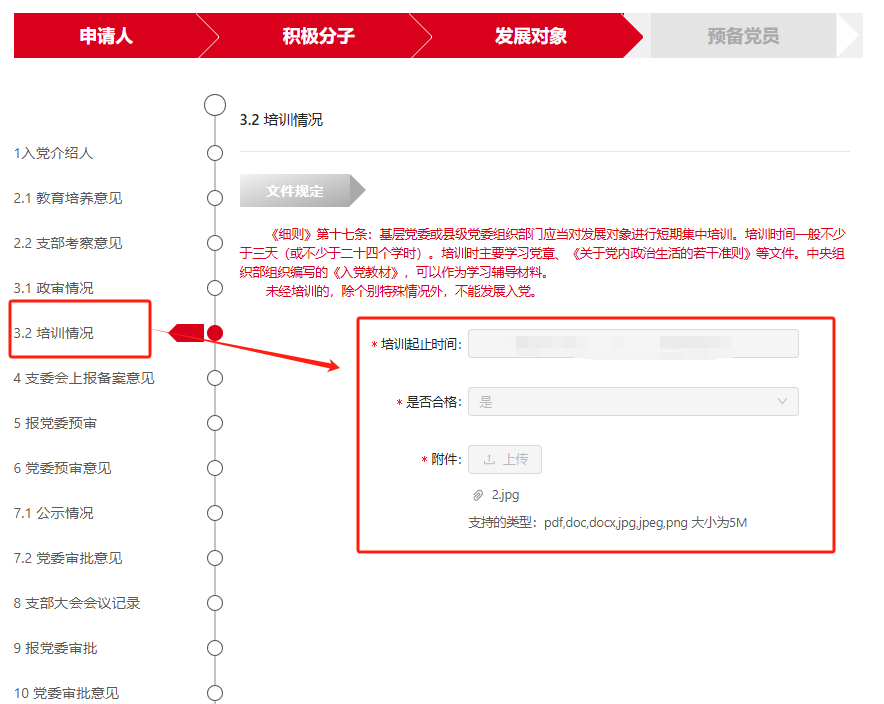 申请人
积极分子
发展对象
预备党员
3.2 培训情况
1入党介绍人
2.1 教育培养意见
2.2 支部考察意见
3.1 政审情况
3.2 培训情况
4 支委会上报备案意见
5 报党委预审
6 党委预审意见
7.1 公示情况
7.2 党委审批意见
8 支部大会会议记录
9 报党委审批
10 党委审批意见
文件规定
《细则》第十七条：基层党委或县级党委组织部门应当对发展对象进行短期集中培训。培训时间一般不少
于三天（或不少于二十四个学时）。培训时主要学习党章、《关于党内政治生活的若干准则》等文件。中央组
织部组织编写的《入党教材》，可以作为学习辅导材料。
未经培训的，除个别特殊情况外，不能发展入党。
* 培训起止时间:
* 是否合格: 是
* 附件: 上传
2.jpg
支持的类型：pdf,doc,docx,jpg,jpeg,png 大小为5M